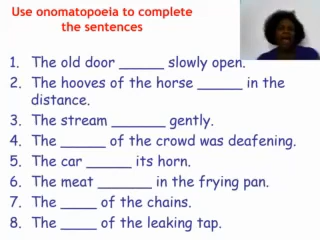 Use onomatopoeia to complete
the sentences
1. The old door _____ slowly open.
2. The hooves of the horse _____ in the
distance.
3. The stream ______ gently.
4. The _____ of the crowd was deafening.
5. The car _____ its horn.
6. The meat ______ in the frying pan.
7. The ____ of the chains.
8. The ____ of the leaking tap.